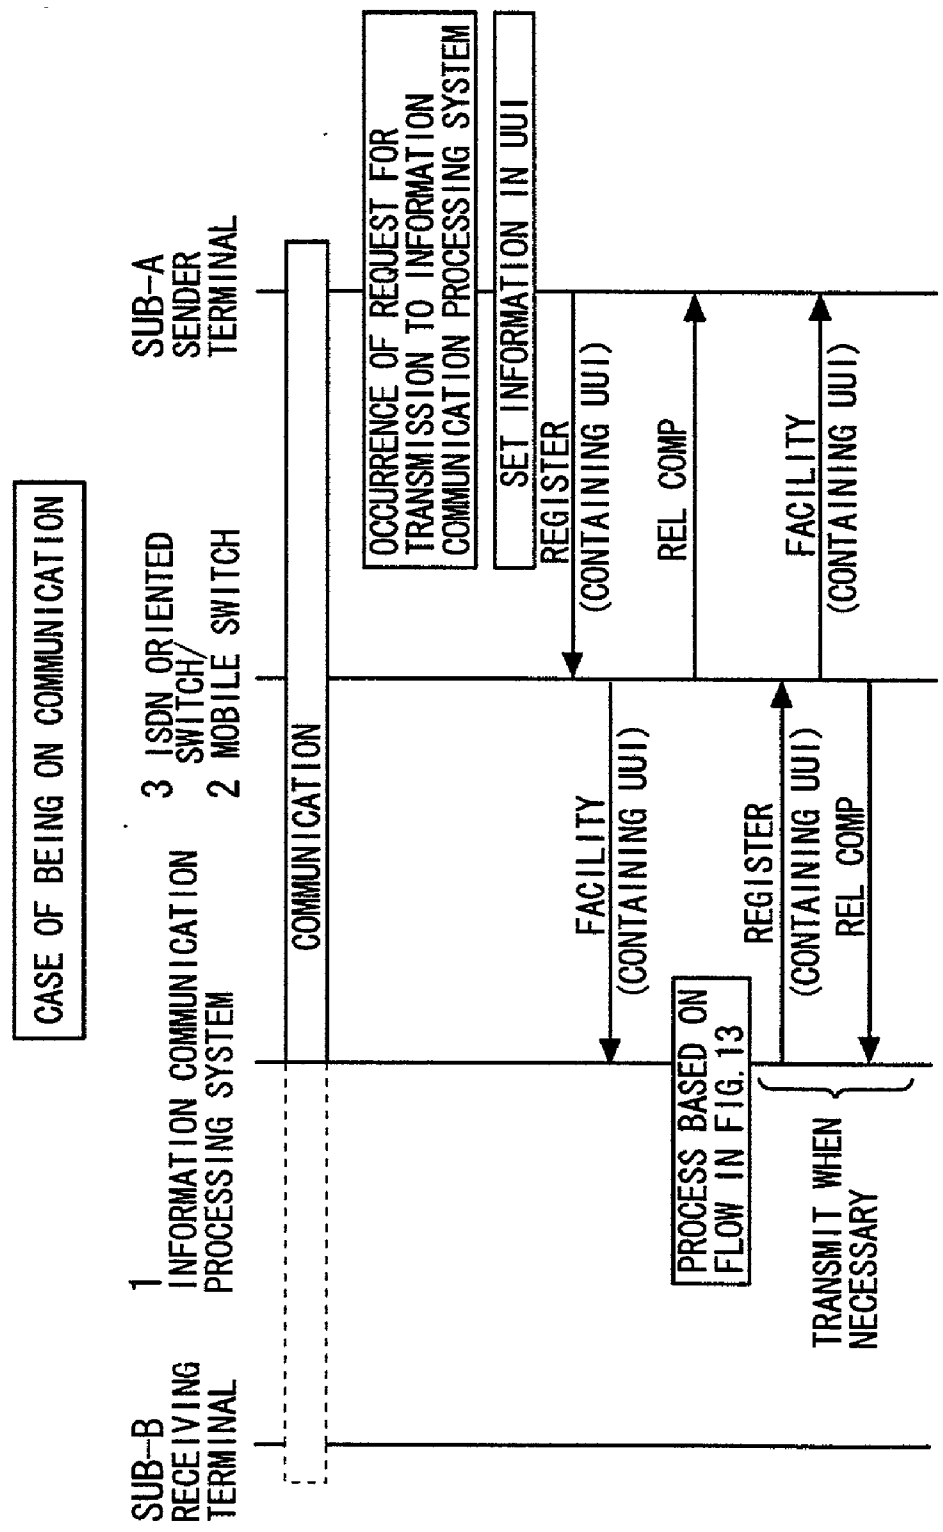 CASE OF BEING ON COMMUNICATION
SUB-B
RECEIVING
TERMINAL
1
INFORMATION COMMUNICATION
PROCESSING SYSTEM
3 ISDN ORIENTED
SWITCH/
2 MOBILE SWITCH
SUB-A
SENDER
TERMINAL
COMMUNICATION
OCCURRENCE OF REQUEST FOR
TRANSMISSION TO INFORMATION
COMMUNICATION PROCESSING SYSTEM
SET INFORMATION IN UUI
REGISTER
(CONTAINING UUI)
FACILITY
(CONTAINING UUI)
REL COMP
PROCESS BASED ON
FLOW IN FIG. 13
REGISTER
(CONTAINING UUI)
FACILITY
(CONTAINING UUI)
REL COMP
TRANSMIT WHEN
NECESSARY